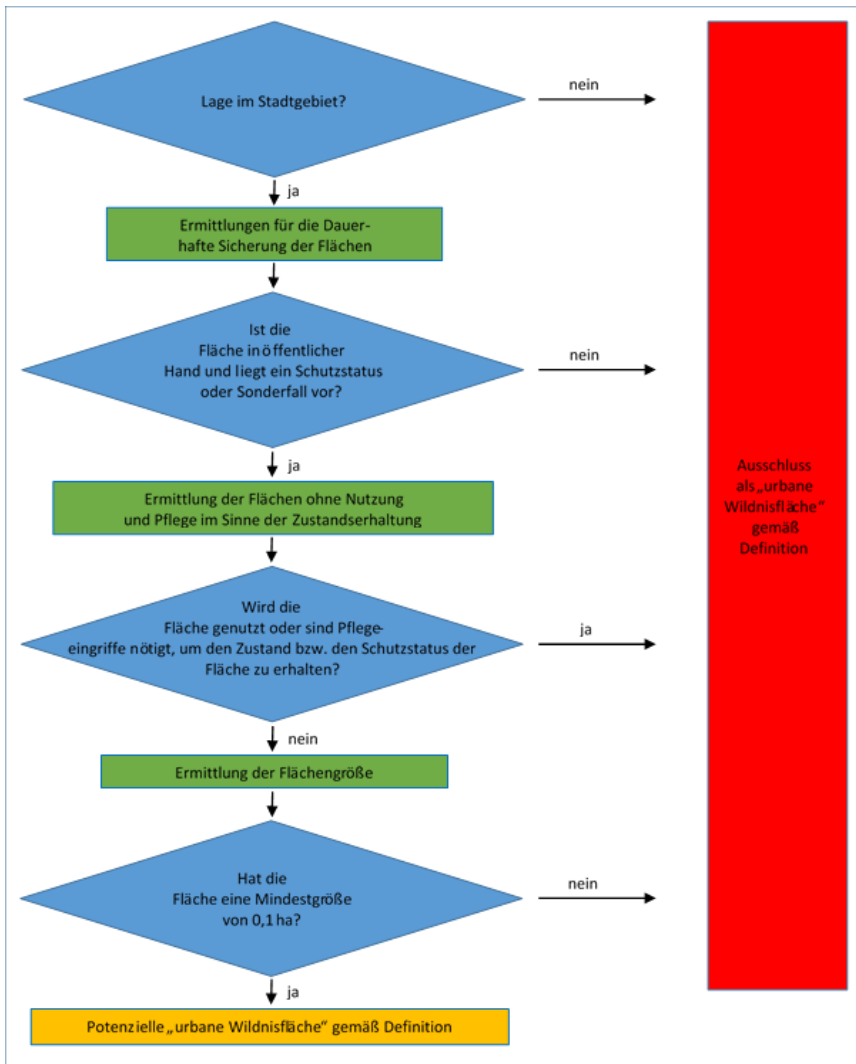 Lage im Stadtgebiet?
nein
ja
Ermittlungen für die Dauer-
hafte Sicherung der Flächen
Ist die
Fläche in öffentlicher
Hand und liegt ein Schutzstatus
oder Sonderfall vor?
nein
ja
Ermittlung der Flächen ohne Nutzung
und Pflege im Sinne der Zustandserhaltung
Wird die
Fläche genutzt oder sind Pflege-
eingriffe nötigt, um den Zustand bzw. den Schutzstatus der
Fläche zu erhalten?
ja
nein
Ermittlung der Flächengröße
Hat die
Fläche eine Mindestgröße
von 0,1 ha?
nein
ja
Potenzielle „urbane Wildnisfläche“ gemäß Definition
Ausschluss
als „urbane
Wildnisfläche“
gemäß
Definition